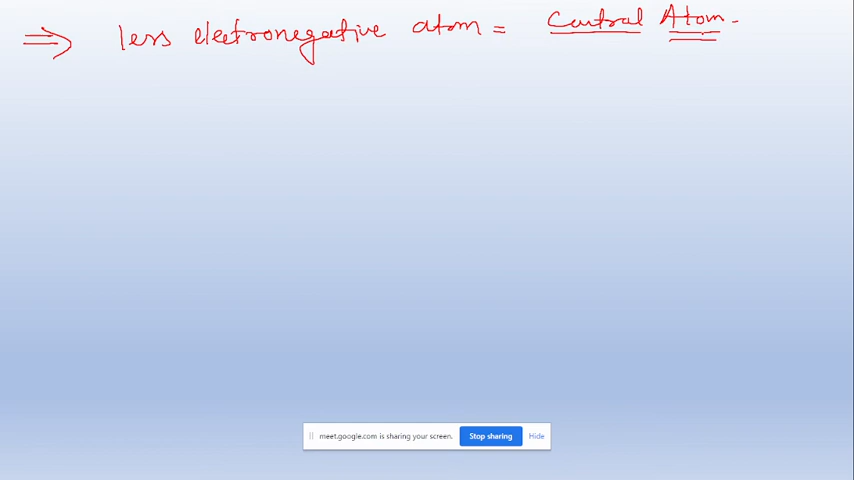 ⇒ less electronegative atom = Central Atom.
meet.google.com is sharing your screen. Stop sharing Hide